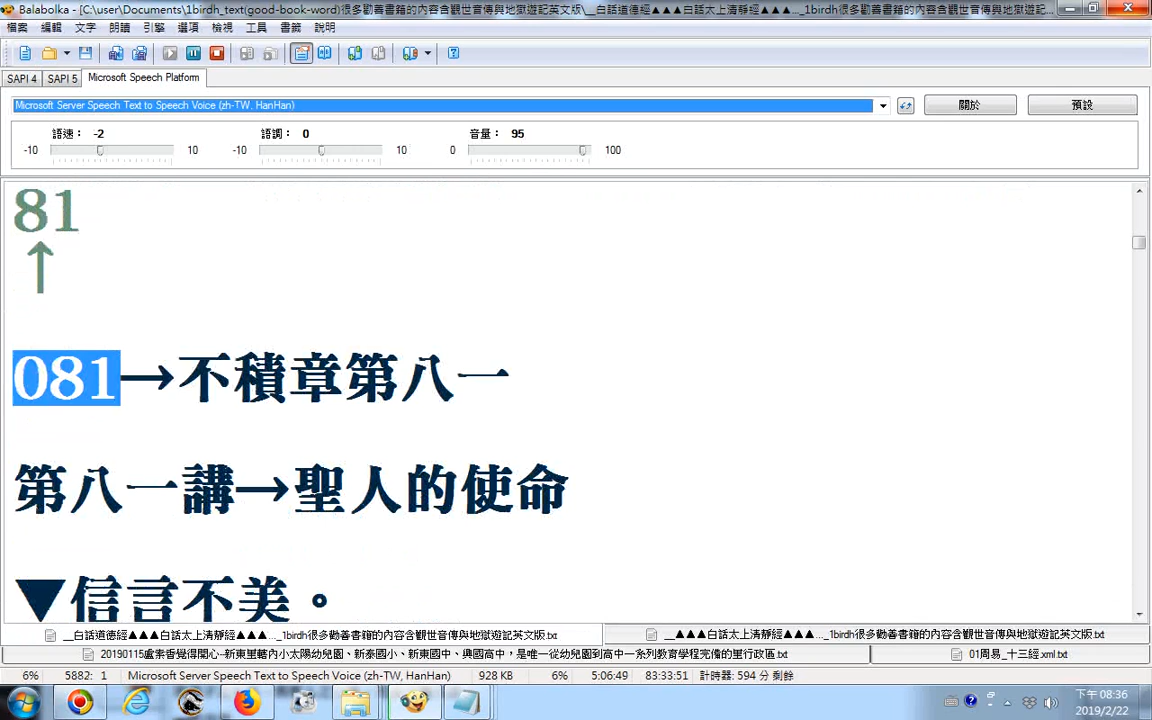 Balabolka - [C:\user\Documents\1birdh_text(good-book-word)很多勸善書籍的內容含觀世音傳與地獄遊記英文版\__白話道德經▲▲▲白話太上清靜經▲▲▲..._1birdh很多勸善書籍的內容含觀世音傳與地獄遊記英文版.txt...
檔案 編輯 文字 朗讀 引擎 選項 檢視 工具 書籤 說明
SAPI 4 SAPI 5 Microsoft Speech Platform
Microsoft Server Speech Text to Speech Voice (zh-TW, HanHan) 關於 預設
語速： -2 語調： 0 音量： 95
-10 10 -10 10 0 100
81
↑
081→不積章第八一
第八一講→聖人的使命
▼信言不美。
__白話道德經▲▲▲白話太上清靜經▲▲▲..._1birdh很多勸善書籍的內容含觀世音傳與地獄遊記英文版.txt __▲▲▲白話太上清靜經▲▲▲..._1birdh很多勸善書籍的內容含觀世音傳與地獄遊記英文版.txt
20190115盧素香覺得開心--新東里轄內小太陽幼兒園、新泰國小、新東國中、興國高中，是唯一從幼兒園到高中一系列教育學程完備的里行政區.txt 01周易_十三經.xml.txt
6% 5882: 1 Microsoft Server Speech Text to Speech Voice (zh-TW, HanHan) 928 KB 6% 5:06:49 83:33:51 計時器: 594 分 剩餘
下午 08:36
2019/2/22